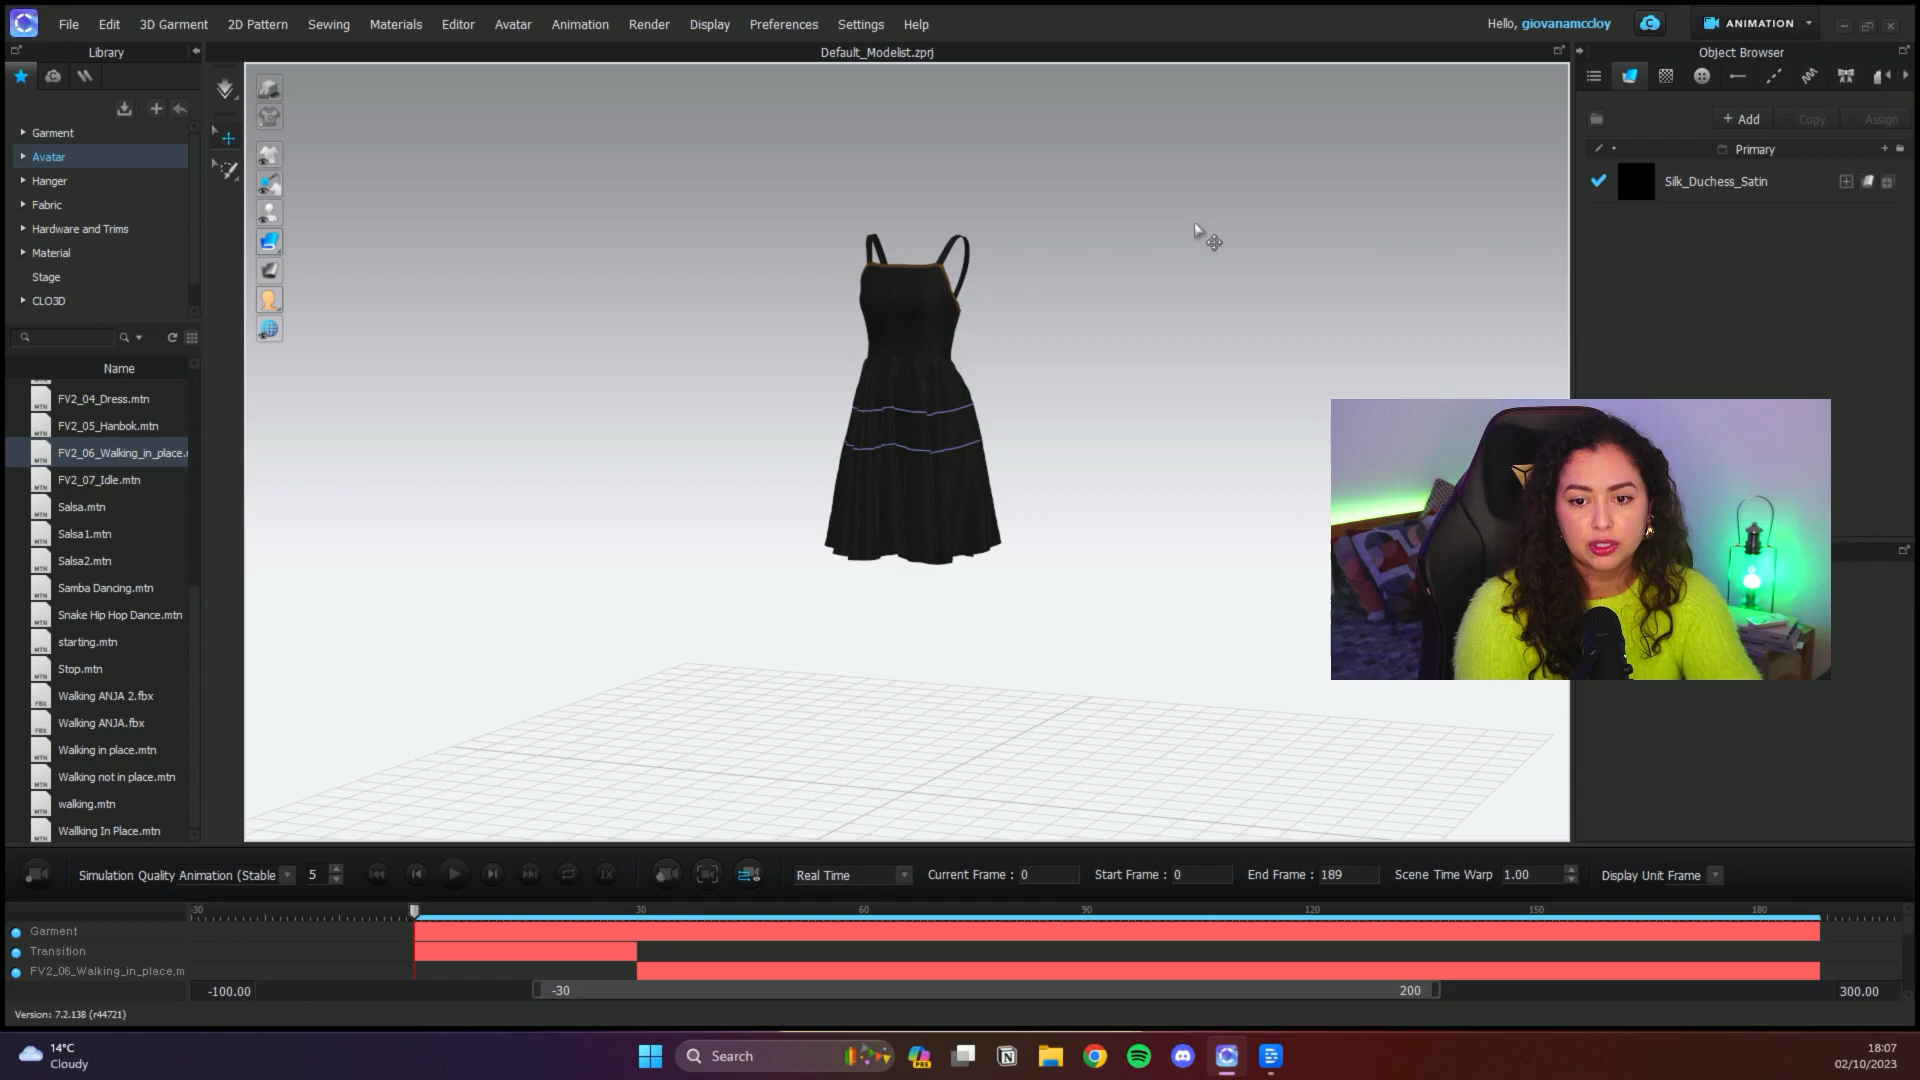 File Edit 3D Garment 2D Pattern Sewing Materials Editor Avatar Animation Render Display Preferences Settings Help
Hello, giovanamccloy
ANIMATION
Library
Default_Modelist.zprj
Object Browser
Garment
Avatar
Hanger
Fabric
Hardware and Trims
Material
Stage
CLO3D
+ Add Copy Assign
Primary
Silk_Duchess_Satin
Name
FV2_04_Dress.mtn
FV2_05_Hanbok.mtn
FV2_06_Walking_in_place.
FV2_07_Idle.mtn
Salsa.mtn
Salsa1.mtn
Salsa2.mtn
Samba Dancing.mtn
Snake Hip Hop Dance.mtn
starting.mtn
Stop.mtn
Walking ANJA 2.fbx
Walking ANJA.fbx
Walking in place.mtn
Walking not in place.mtn
walking.mtn
Wallking In Place.mtn
Simulation Quality Animation (Stable 5 1X Real Time Current Frame : 0 Start Frame : 0 End Frame : 189 Scene Time Warp 1.00 Display Unit Frame
-30 30 60 90 120 150 180
Garment
Transition
FV2_06_Walking_in_place.m
-100.00 -30 200 300.00
Version: 7.2.138 (r44721)
14°C
Cloudy
Search
PRE
18:07
02/10/2023